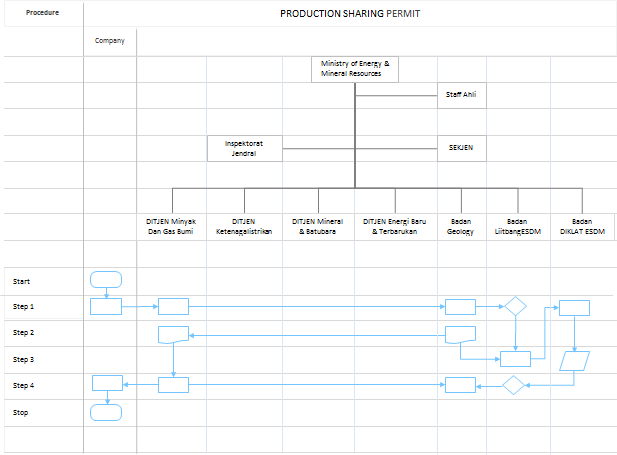 Procedure
PRODUCTION SHARING PERMIT
Company
Ministry of Energy &
Mineral Resources
Staff Ahli
Inspektorat
Jendral
SEKJEN
DITJEN Minyak
Dan Gas Bumi
DITJEN
Ketenagalistrikan
DITJEN Mineral
& Batubara
DITJEN Energi Baru
& Terbarukan
Badan
Geology
Badan
LiitbangESDM
Badan
DIKLAT ESDM
Start
Step 1
Step 2
Step 3
Step 4
Stop